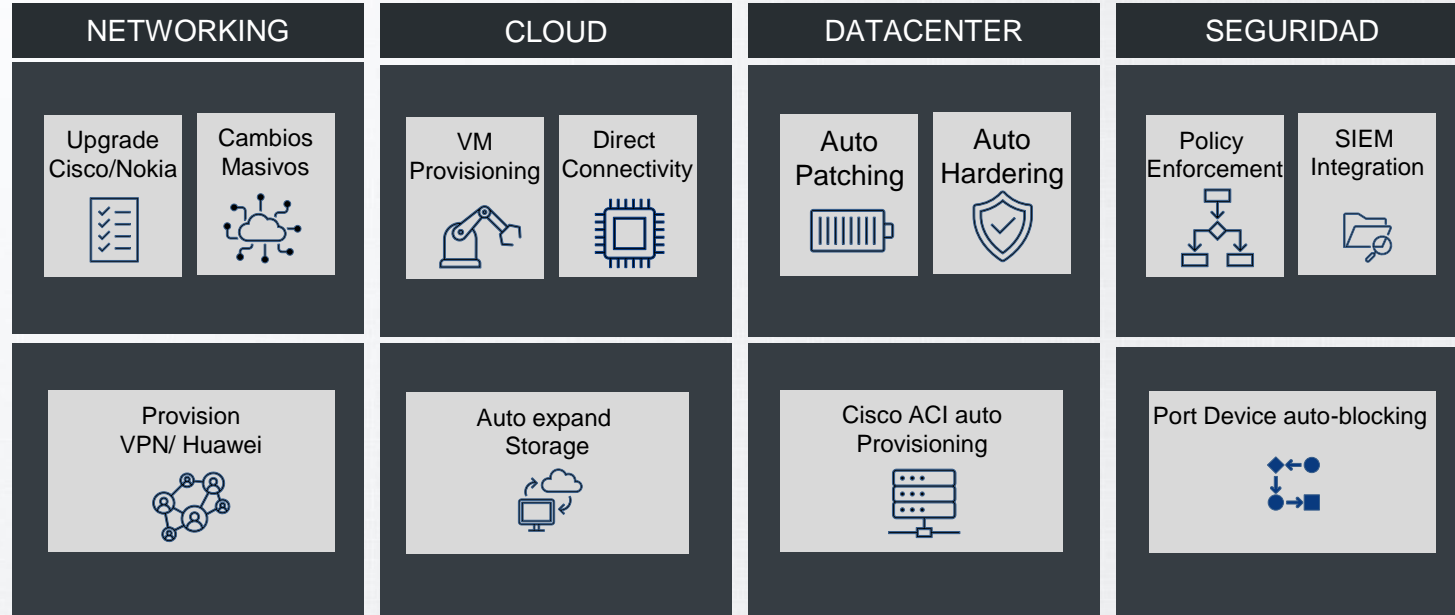 NETWORKING
CLOUD
DATACENTER
SEGURIDAD
Upgrade
Cisco/Nokia
Cambios
Masivos
VM
Provisioning
Direct
Connectivity
Auto
Patching
Auto
Hardering
Policy
Enforcement
SIEM
Integration
Provision
VPN/ Huawei
Auto expand
Storage
Cisco ACI auto
Provisioning
Port Device auto-blocking